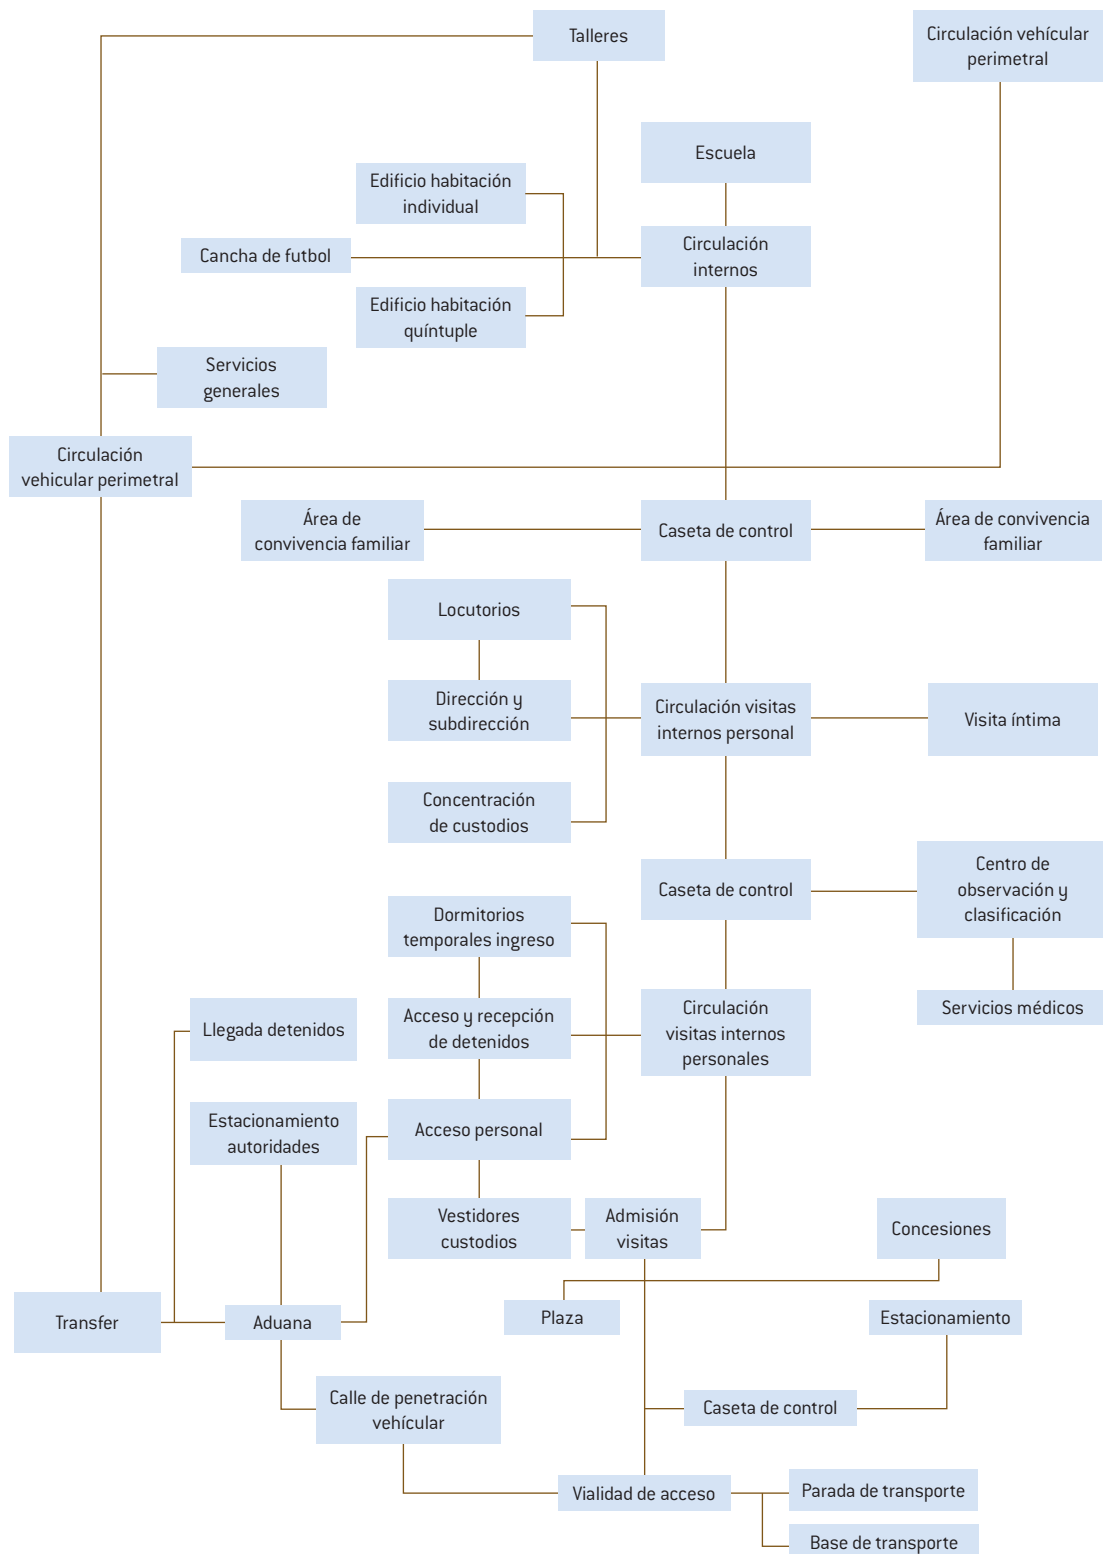 Talleres
Circulación vehícular
perimetral
Escuela
Edificio habitación
individual
Circulación
internos
Cancha de futbol
Edificio habitación
quíntuple
Servicios
generales
Circulación
vehicular perimetral
Área de
convivencia familiar
Caseta de control
Área de convivencia
familiar
Locutorios
Dirección y
subdirección
Circulación visitas
internos personal
Visita íntima
Concentración
de custodios
Caseta de control
Centro de
observación y
clasificación
Dormitorios
temporales ingreso
Servicios médicos
Llegada detenidos
Acceso y recepción
de detenidos
Circulación
visitas internos
personales
Estacionamiento
autoridades
Acceso personal
Vestidores
custodios
Admisión
visitas
Concesiones
Transfer
Aduana
Plaza
Estacionamiento
Calle de penetración
vehícular
Caseta de control
Vialidad de acceso
Parada de transporte
Base de transporte